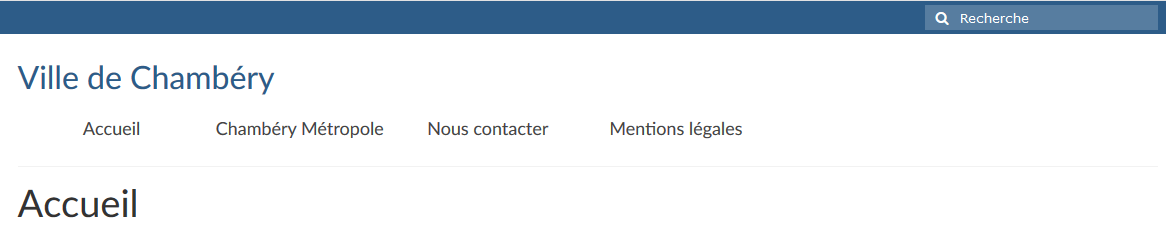 Recherche
Ville de Chambéry
Accueil Chambéry Métropole Nous contacter Mentions légales
Accueil